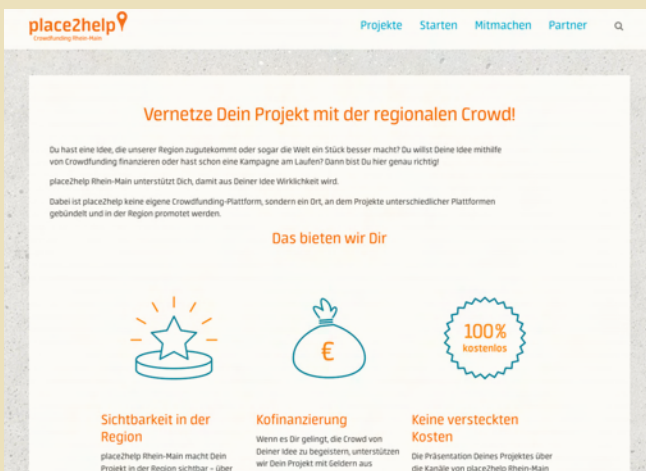 place2help
Crowdfunding Rhein-Main
Projekte Starten Mitmachen Partner
Vernetze Dein Projekt mit der regionalen Crowd!
Du hast eine Idee, die unserer Region zugutekommt oder sogar die Welt ein Stück besser macht? Du willst Deine Idee mithilfe
von Crowdfunding finanzieren oder hast schon eine Kampagne am Laufen? Dann bist Du hier genau richtig!
place2help Rhein-Main unterstützt Dich, damit aus Deiner Idee Wirklichkeit wird.
Dabei ist place2help keine eigene Crowdfunding-Plattform, sondern ein Ort, an dem Projekte unterschiedlicher Plattformen
gebündelt und in der Region promotet werden.
Das bieten wir Dir
€
100%
kostenlos
Sichtbarkeit in der
Region
place2help Rhein-Main macht Dein
Projekt in der Region sichtbar – über
Kofinanzierung
Wenn es Dir gelingt, die Crowd von
Deiner Idee zu begeistern, unterstützen
wir Dein Projekt mit Geldern aus
Keine versteckten
Kosten
Die Präsentation Deines Projektes über
die Kanäle von place2help Rhein-Main